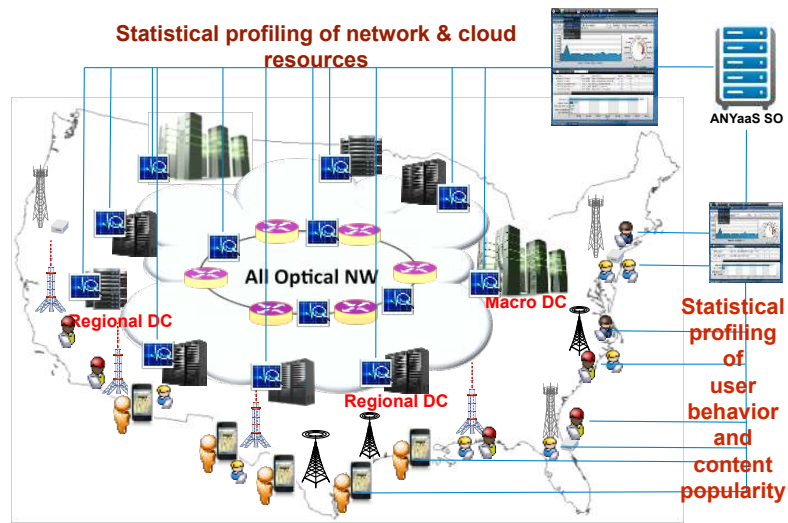 Statistical profiling of network & cloud
resources
ANYaaS SO
All Optical NW
Macro DC
Regional DC
Regional DC
Statistical
profiling
of
user
behavior
and
content
popularity